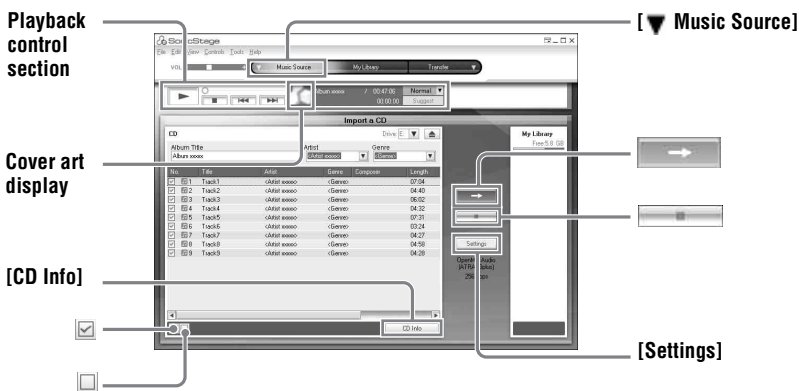 Playback
control
section
[▼ Music Source]
SonicStage
File Edit View Controls Tools Help
VOL
Music Source My Library Transfer
Album xxxxx / 00:47:06 Normal
00:00:00 Suggest
Import a CD
CD Drive E My Library
Free 5.8 GB
Album Title Artist Genre
Album xxxxx <Artist xxxxx> <Genre>
No. Title Artist Genre Composer Length
1 Track1 <Artist xxxxx> <Genre> 07:04
2 Track2 <Artist xxxxx> <Genre> 04:40
3 Track3 <Artist xxxxx> <Genre> 06:02
4 Track4 <Artist xxxxx> <Genre> 04:32
5 Track5 <Artist xxxxx> <Genre> 07:31
6 Track6 <Artist xxxxx> <Genre> 03:24
7 Track7 <Artist xxxxx> <Genre> 04:27
8 Track8 <Artist xxxxx> <Genre> 04:58
9 Track9 <Artist xxxxx> <Genre> 04:28
Cover art
display
Settings
Audio
256
[CD Info]
CD Info
[Settings]